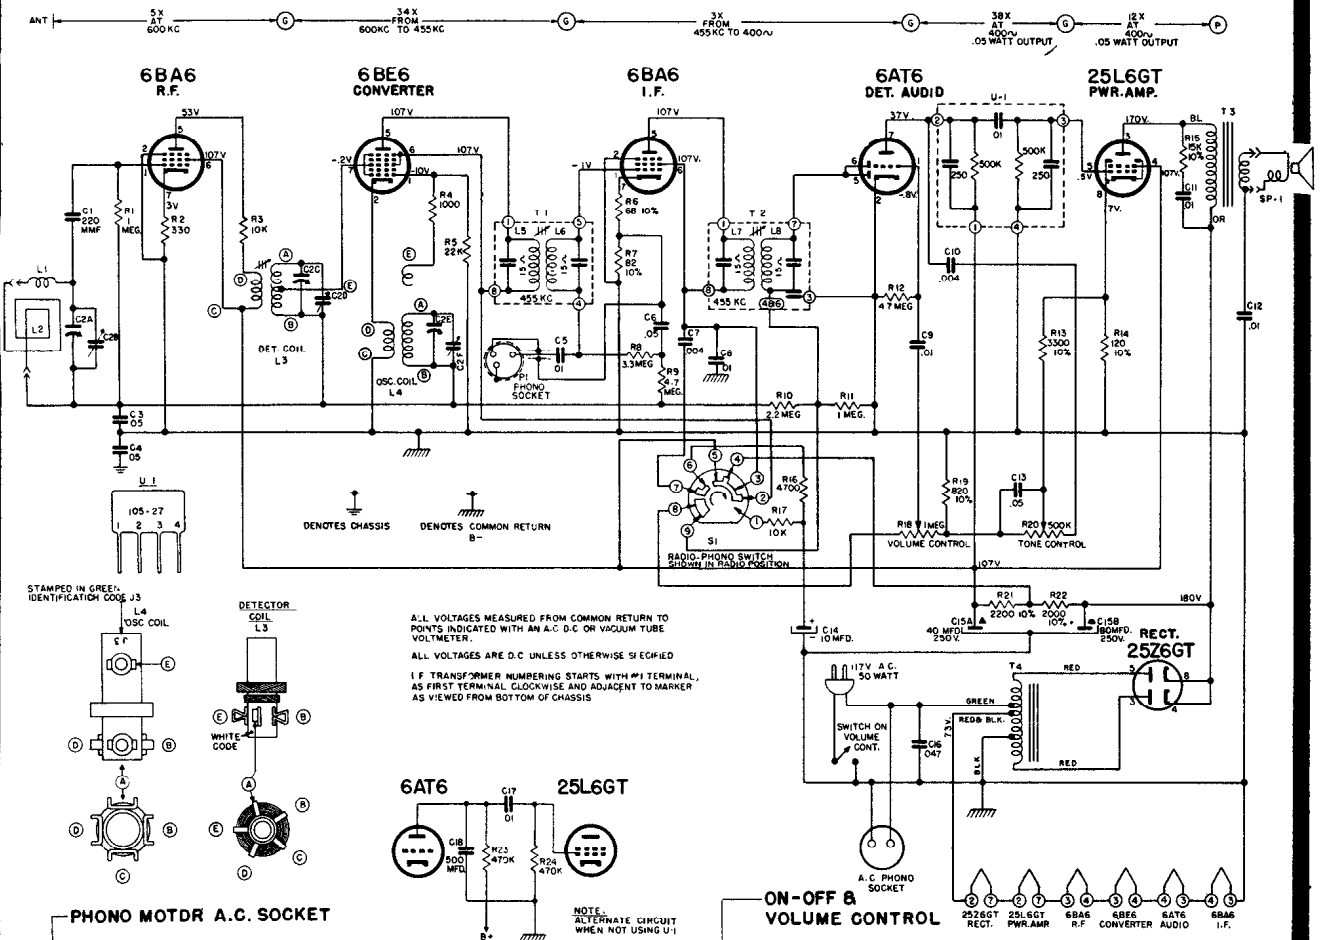 ANT
5X
AT
600KC
G
34X
FROM
600KC TO 455KC
G
3X
FROM
455KC TO 400~
G
38X
AT
400~
.05 WATT OUTPUT
G
12X
AT
400~
.05 WATT OUTPUT
P
6BA6
R.F.
6BE6
CONVERTER
6BA6
I.F.
6AT6
DET. AUDIO
25L6GT
PWR.AMP.
U-1
T3
53V
107V
107V
37V
170V.
BL
R15
15K
10%
107V.
C11
.01
OR
SP-1
107V
3V
R2
330
R1
1
MEG.
C1
220
MMF
R3
10K
-.2V
107V.
-10V
R4
1000
R5
22K
T1
L5
L6
455 KC
-.1V
107V.
R6
68 10%
R7
82
10%
T2
L7
L8
455 KC
-.8V.
R12
4.7 MEG
C10
.004
C9
.01
250
500K
.01
500K
250
.5V
7V.
R13
3300
10%
R14
120
10%
C12
.01
L1
L2
C2A
C2B
C2C
C2D
DET. COIL
L3
C2E
C2F
OSC. COIL
L4
P1
PHONO
SOCKET
C5
.01
R8
3.3MEG
C6
.05
R9
4.7
MEG.
C7
.004
C8
.01
R10
2.2 MEG
R11
1 MEG.
C3
.05
C4
.05
U 1
105-27
1 2 3 4
DENOTES CHASSIS
DENOTES COMMON RETURN
B-
S1
RADIO-PHONO SWITCH
SHOWN IN RADIO POSITION
R16
4700
R17
10K
R19
820
10%
C13
.05
R18 1MEG
VOLUME CONTROL
R20 500K
TONE CONTROL
107V
STAMPED IN GREEN
IDENTIFICATION CODE J3
L4
OSC COIL
J3
DETECTOR
COIL
L3
WHITE
CODE
ALL VOLTAGES MEASURED FROM COMMON RETURN TO
POINTS INDICATED WITH AN A.C D.C OR VACUUM TUBE
VOLTMETER.
ALL VOLTAGES ARE D.C UNLESS OTHERWISE SPECIFIED
I F TRANSFORMER NUMBERING STARTS WITH #1 TERMINAL,
AS FIRST TERMINAL CLOCKWISE AND ADJACENT TO MARKER
AS VIEWED FROM BOTTOM OF CHASSIS
R21
2200 10%
R22
2000
10%
180V
C15A
40 MFD.
250V.
C15B
80MFD.
250V.
C14
10 MFD.
RECT.
25Z6GT
117V A.C.
50 WATT
T4
RED
GREEN
RED& BLK.
73V.
BLK
RED
SWITCH ON
VOLUME
CONT.
C16
.047
A.C PHONO
SOCKET
6AT6
25L6GT
C17
.01
C18
500
MFD.
R23
470K
R24
470K
B+
NOTE.
ALTERNATE CIRCUIT
WHEN NOT USING U-1
25Z6GT
RECT.
25L6GT
PWR.AMP.
6BA6
R.F
6BE6
CONVERTER
6AT6
AUDIO
6BA6
I.F.
PHONO MOTOR A.C. SOCKET
ON-OFF &
VOLUME CONTROL